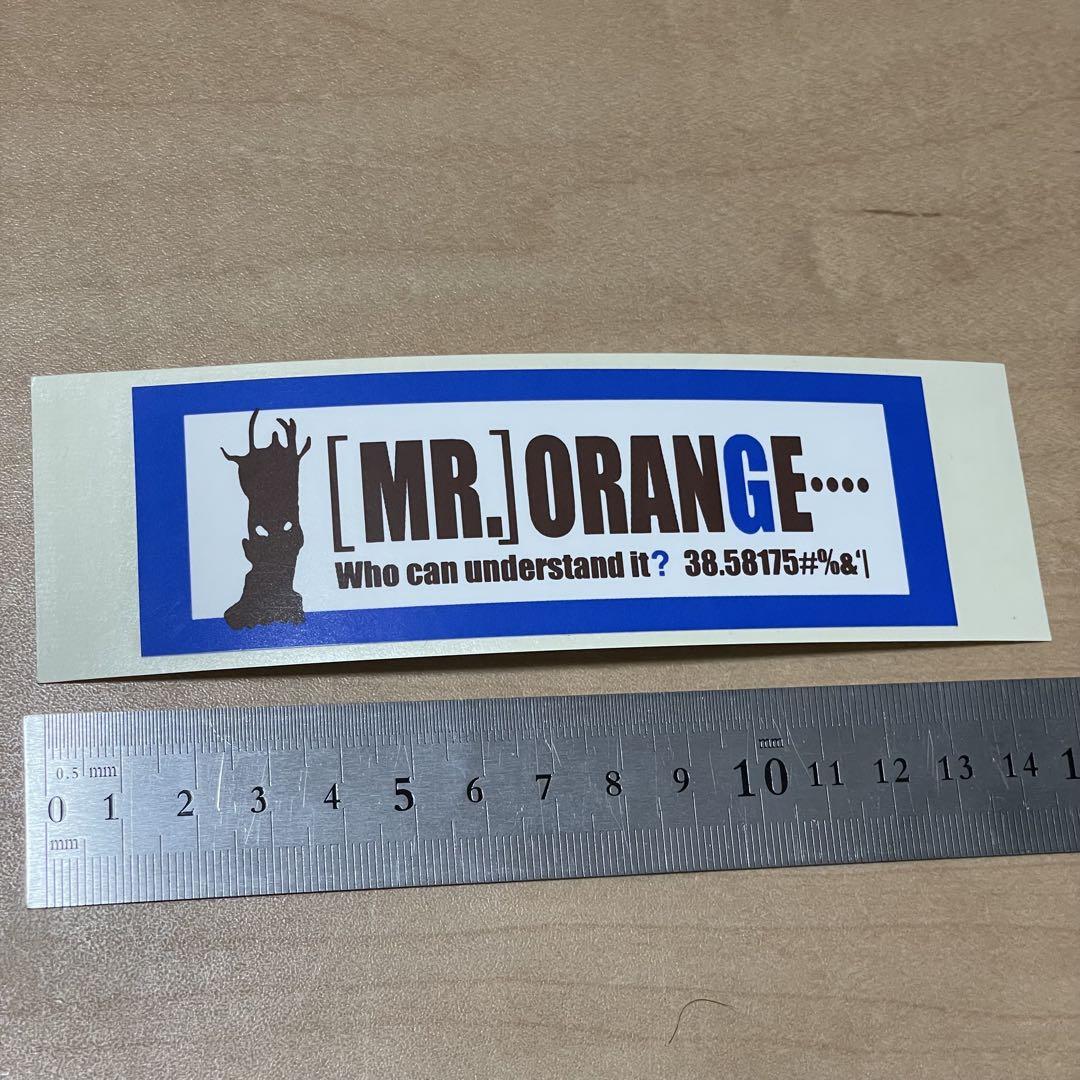 [MR.]ORANGE····
Who can understand it? 38.58175#%&'|
mm
0.5 mm
0 1 2 3 4 5 6 7 8 9 10 11 12 13 14
mm